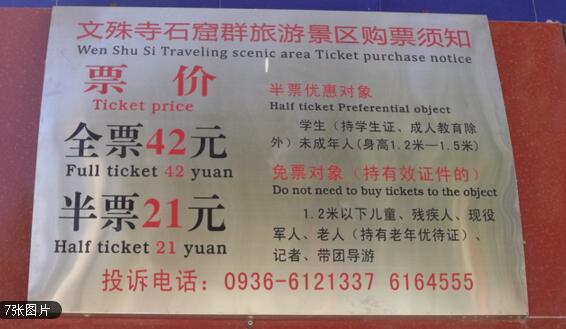 文殊寺石窟群旅游景区购票须知
Wen Shu Si Traveling scenic area Ticket purchase notice
票 价
Ticket price
全票42元
Full ticket 42 yuan
半票21元
Half ticket 21 yuan
半票优惠对象
Half ticket Preferential object
学生（持学生证、成人教育除
外）未成年人(身高1.2米—1.5米）
免票对象（持有效证件的）
Do not need to buy tickets to the object
1.2米以下儿童、残疾人、现役
军人、老人（持有老年优待证）、
记者、带团导游
投诉电话：0936-6121337 6164555
7张图片